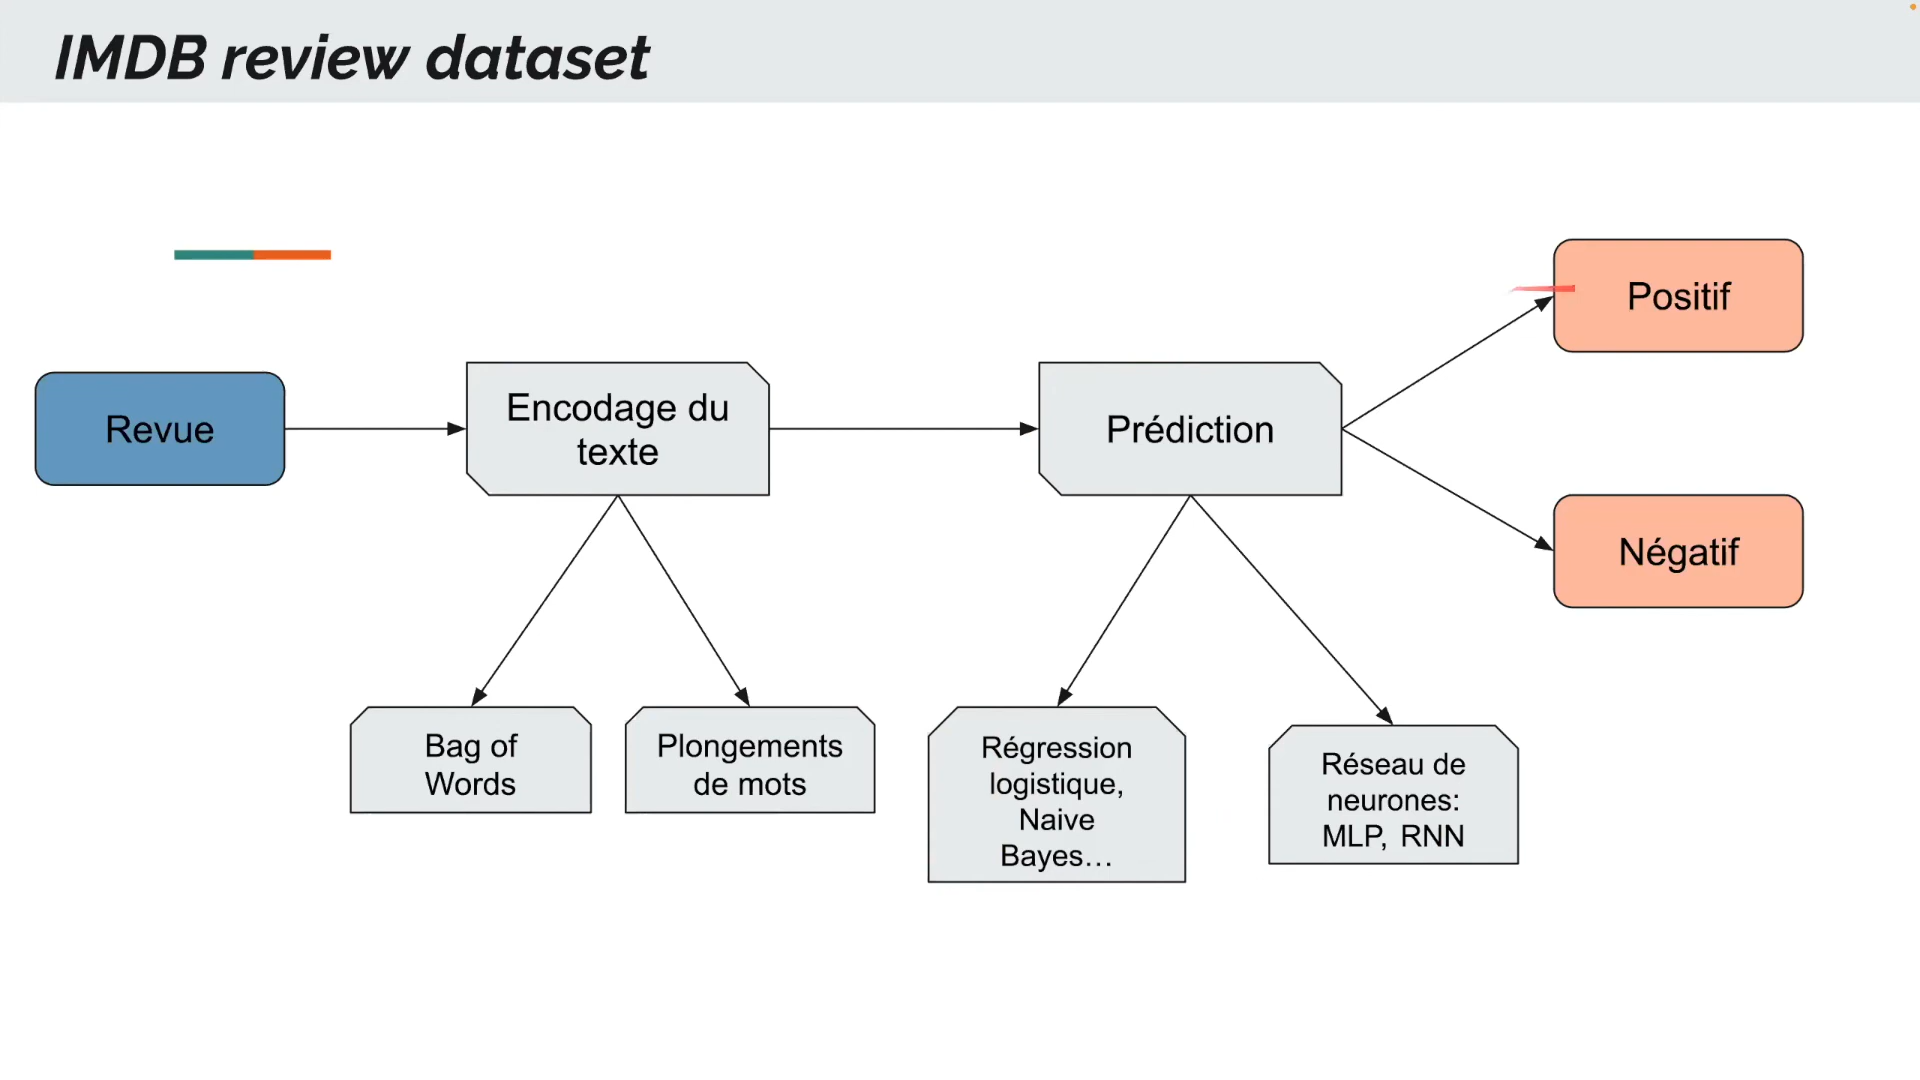 IMDB review dataset
Revue
Encodage du
texte
Prédiction
Positif
Négatif
Bag of
Words
Plongements
de mots
Régression
logistique,
Naive
Bayes…
Réseau de
neurones:
MLP, RNN